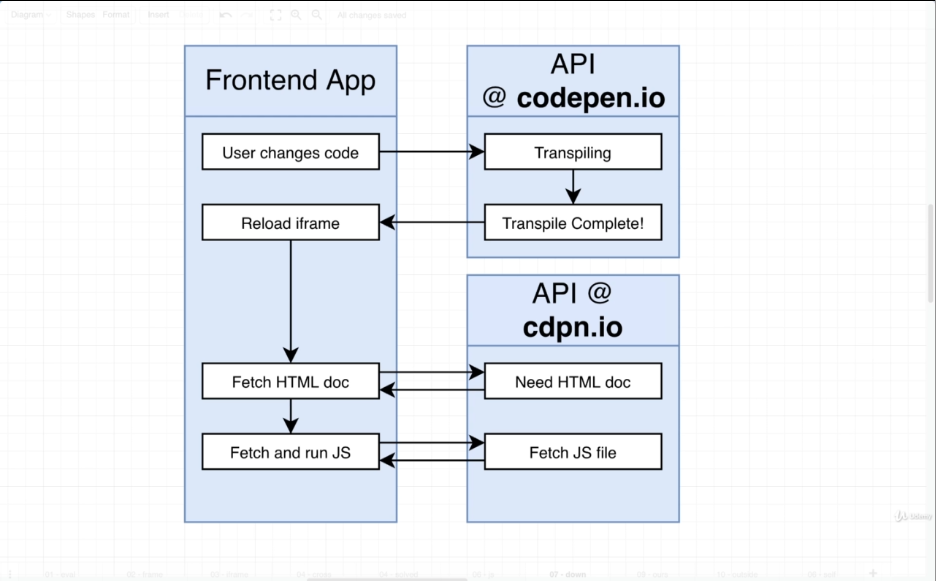 Diagram Shapes Format Insert All changes saved
Frontend App
API
@ codepen.io
User changes code
Transpiling
Reload iframe
Transpile Complete!
API @
cdpn.io
Fetch HTML doc
Need HTML doc
Fetch and run JS
Fetch JS file
Udemy
07 - down